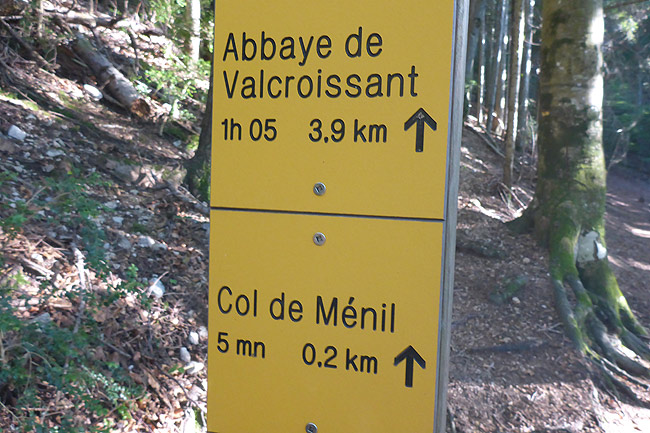 Abbaye de
Valcroissant
1h 05 3,9 km ↑
Col de Ménil
5 mn 0.2 km ↑